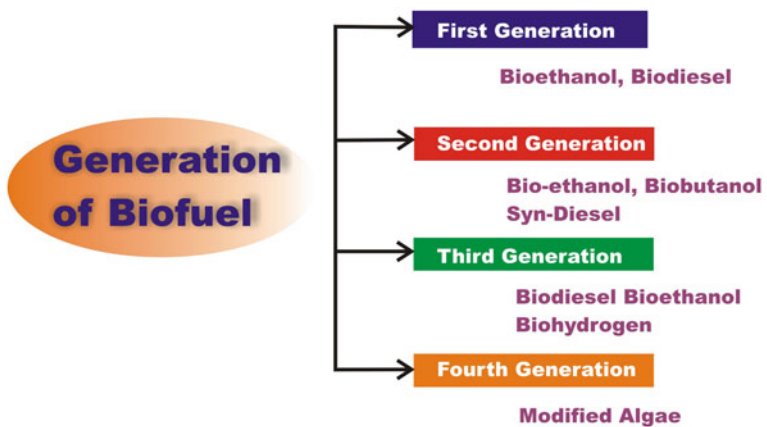 Generation
of Biofuel
First Generation
Bioethanol, Biodiesel
Second Generation
Bio-ethanol, Biobutanol
Syn-Diesel
Third Generation
Biodiesel Bioethanol
Biohydrogen
Fourth Generation
Modified Algae